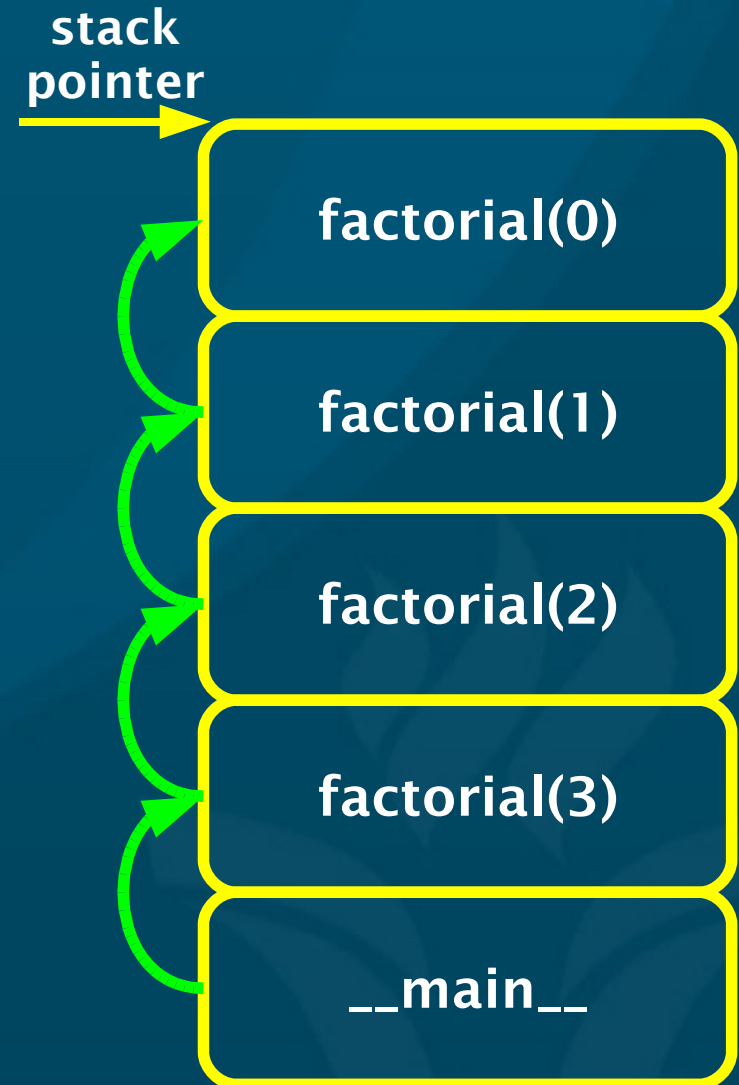 stack
pointer
factorial(0)
factorial(1)
factorial(2)
factorial(3)
__main__